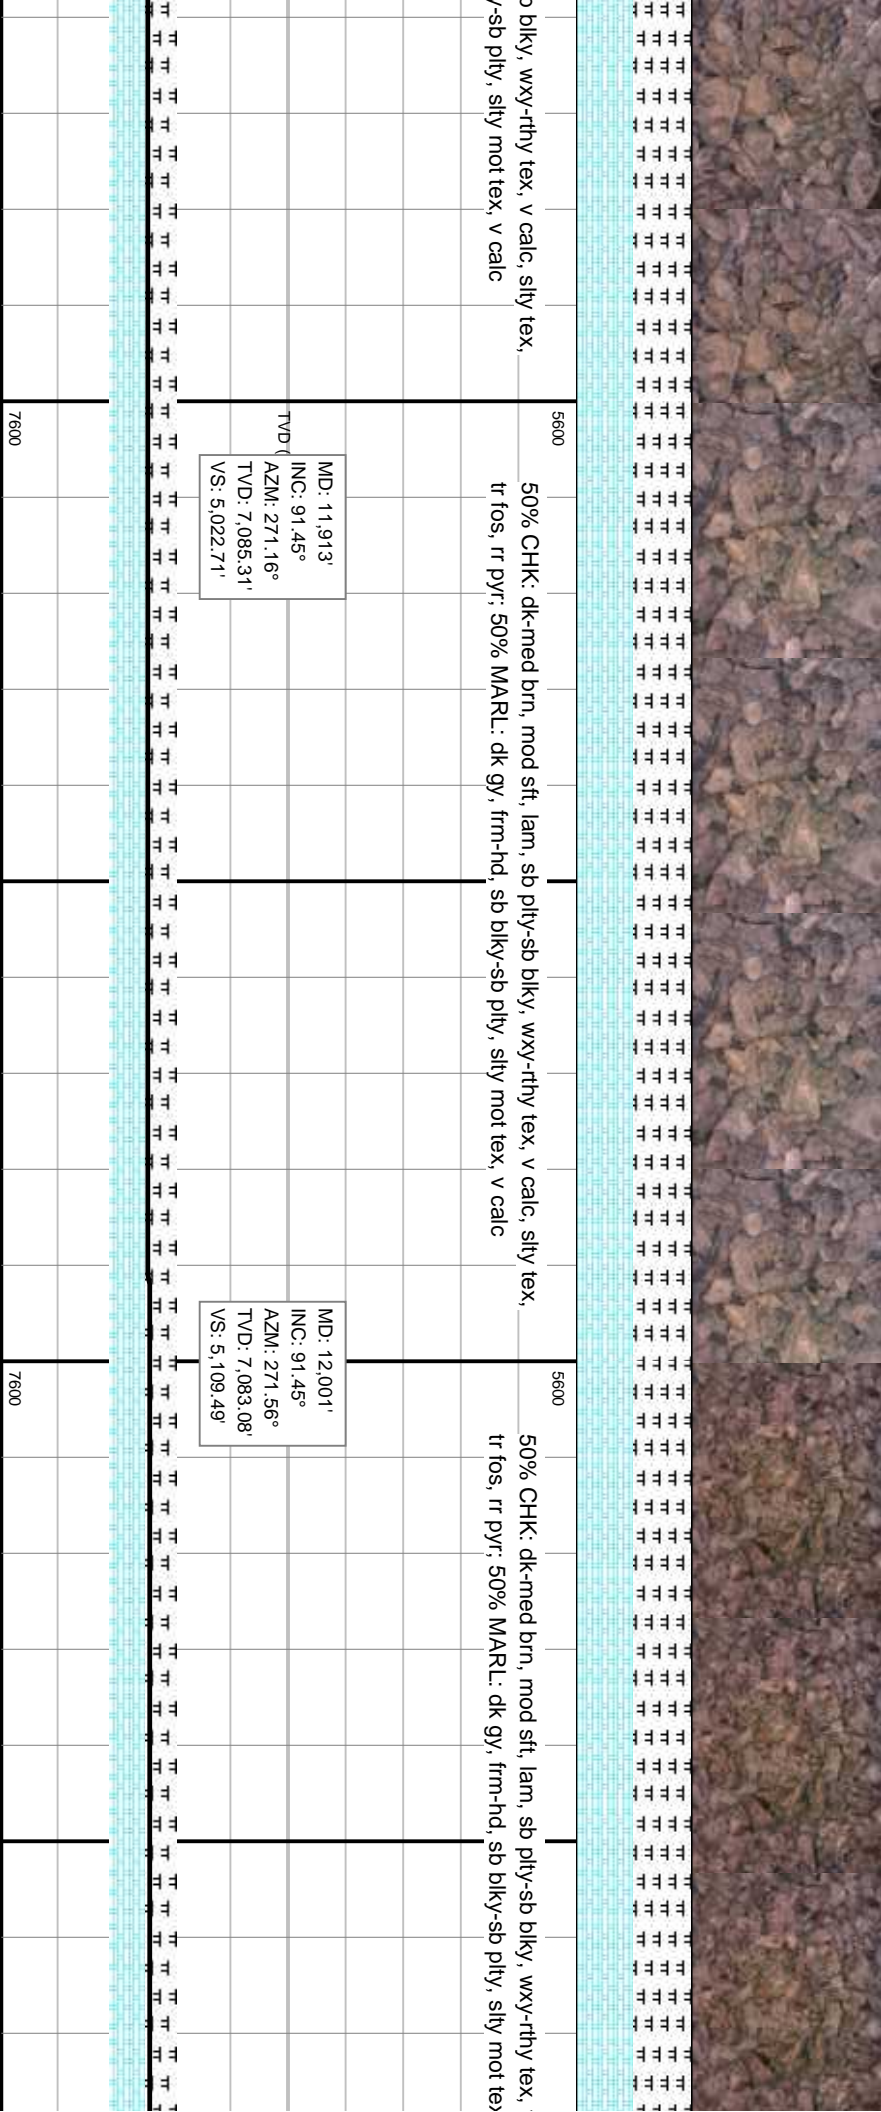 b blky, wxy-rthy tex, v calc, slty tex,
y-sb plty, slty mot tex, v calc
5600
TVD (
7600
MD: 11,913'
INC: 91.45°
AZM: 271.16°
TVD: 7,085.31'
VS: 5,022.71'
50% CHK: dk-med brn, mod sft, lam, sb plty-sb blky, wxy-rthy tex, v calc, slty tex,
tr fos, rr pyr; 50% MARL: dk gy, frm-hd, sb blky-sb plty, slty mot tex, v calc
MD: 12,001'
INC: 91.45°
AZM: 271.56°
TVD: 7,083.08'
VS: 5,109.49'
5600
7600
50% CHK: dk-med brn, mod sft, lam, sb plty-sb blky, wxy-rthy tex,
tr fos, rr pyr; 50% MARL: dk gy, frm-hd, sb blky-sb plty, slty mot tex